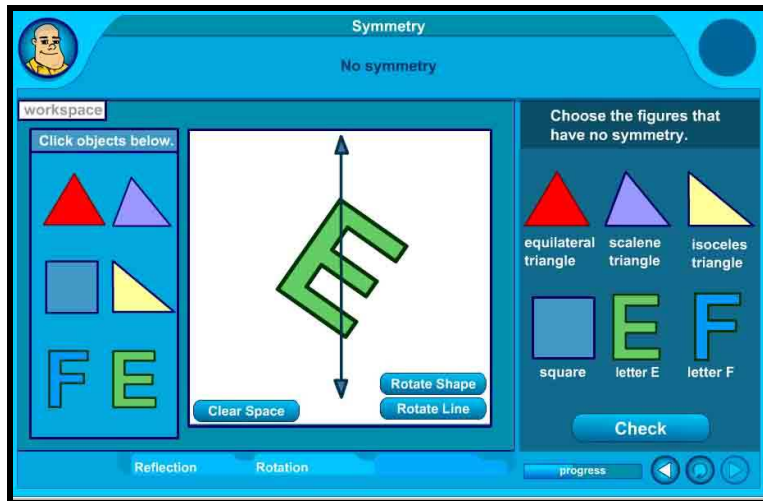 Symmetry
No symmetry
workspace
Click objects below.
Clear Space
Rotate Shape
Rotate Line
Choose the figures that
have no symmetry.
equilateral
triangle
scalene
triangle
isoceles
triangle
square
letter E
letter F
Check
Reflection
Rotation
progress